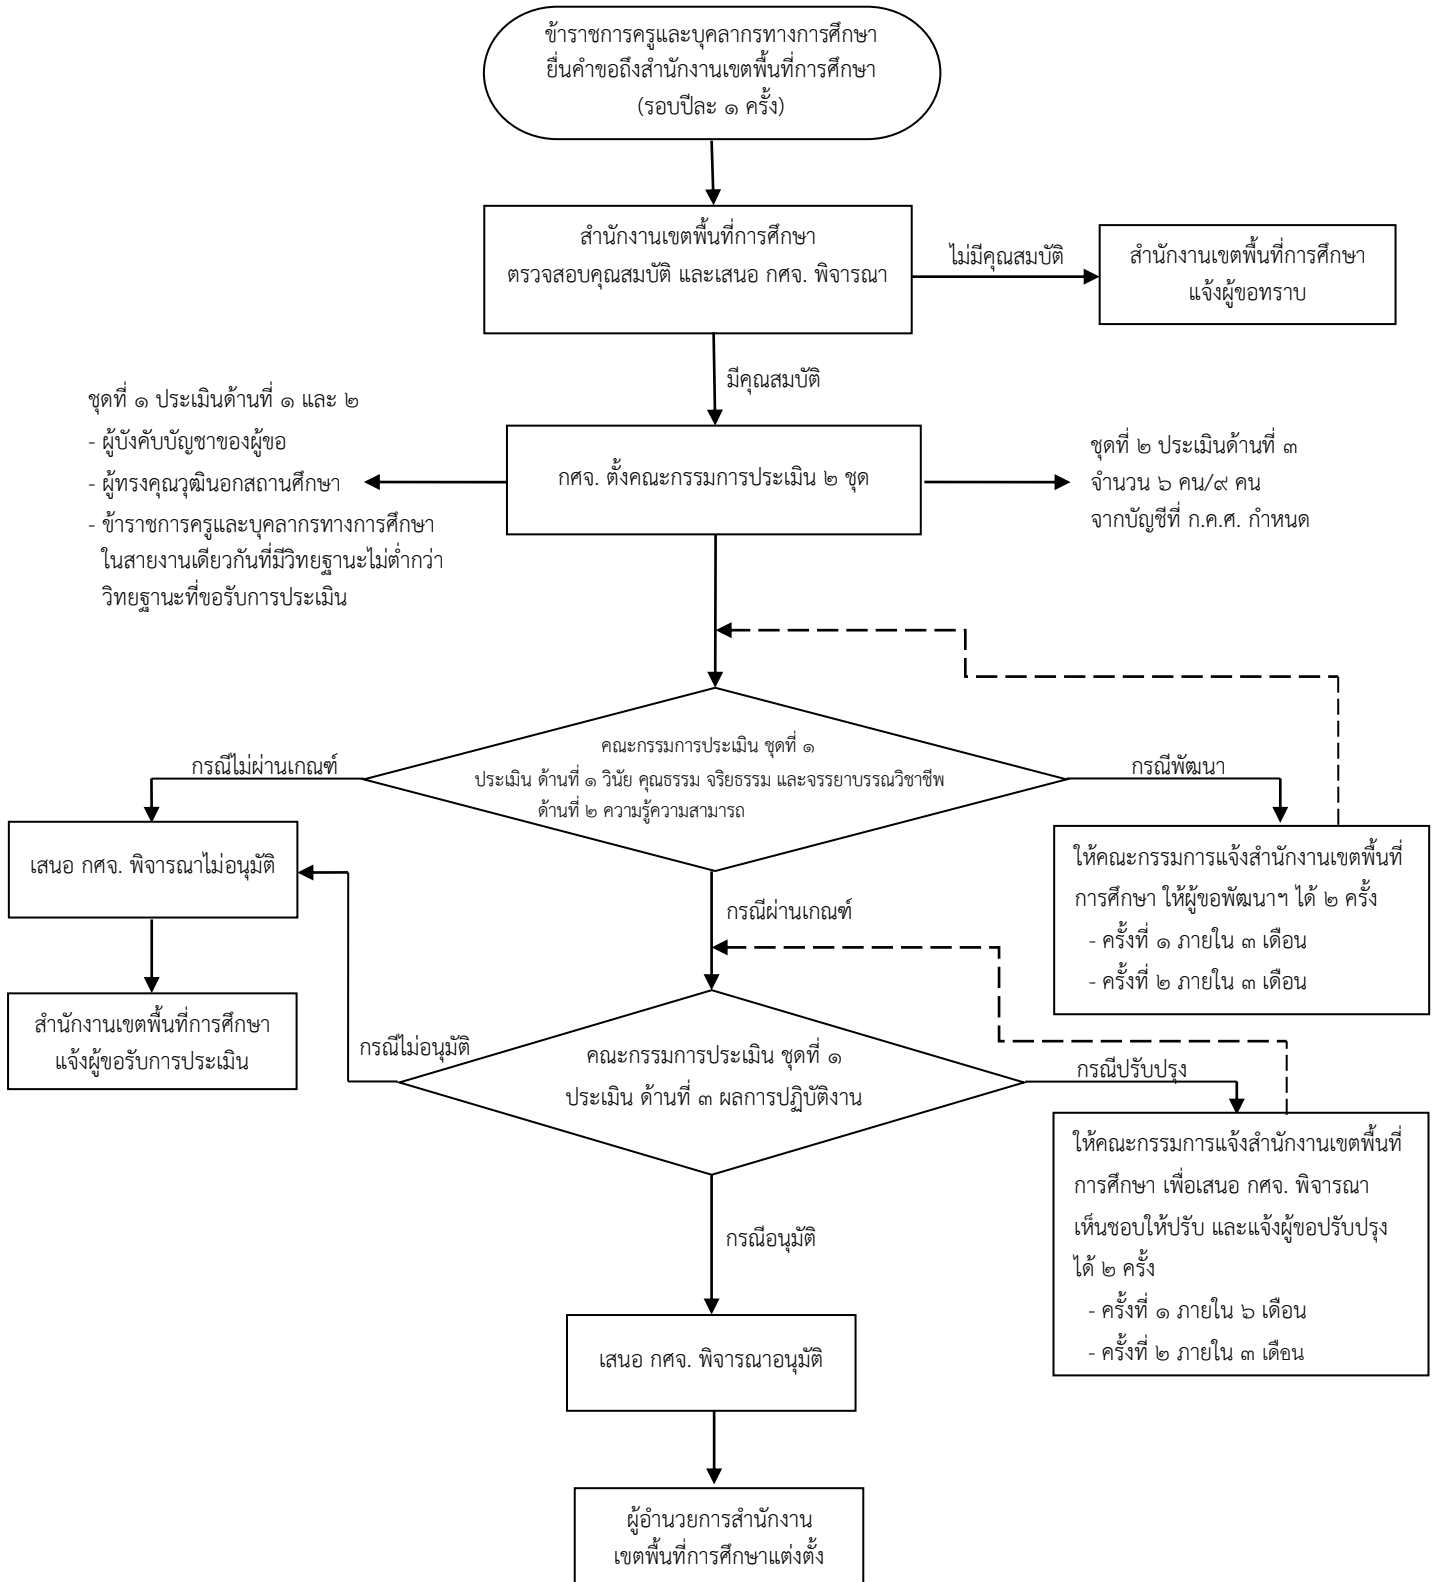 ข้าราชการครูและบุคลากรทางการศึกษา
ยื่นคำขอถึงสำนักงานเขตพื้นที่การศึกษา
(รอบปีละ ๑ ครั้ง)
สำนักงานเขตพื้นที่การศึกษา
ตรวจสอบคุณสมบัติ และเสนอ กศจ. พิจารณา
ไม่มีคุณสมบัติ
สำนักงานเขตพื้นที่การศึกษา
แจ้งผู้ขอทราบ
มีคุณสมบัติ
ชุดที่ ๑ ประเมินด้านที่ ๑ และ ๒
- ผู้บังคับบัญชาของผู้ขอ
- ผู้ทรงคุณวุฒินอกสถานศึกษา
- ข้าราชการครูและบุคลากรทางการศึกษา
ในสายงานเดียวกันที่มีวิทยฐานะไม่ต่ำกว่า
วิทยฐานะที่ขอรับการประเมิน
กศจ. ตั้งคณะกรรมการประเมิน ๒ ชุด
ชุดที่ ๒ ประเมินด้านที่ ๓
จำนวน ๖ คน/๙ คน
จากบัญชีที่ ก.ค.ศ. กำหนด
คณะกรรมการประเมิน ชุดที่ ๑
ประเมิน ด้านที่ ๑ วินัย คุณธรรม จริยธรรม และจรรยาบรรณวิชาชีพ
ด้านที่ ๒ ความรู้ความสามารถ
กรณีไม่ผ่านเกณฑ์
กรณีพัฒนา
เสนอ กศจ. พิจารณาไม่อนุมัติ
ให้คณะกรรมการแจ้งสำนักงานเขตพื้นที่
การศึกษา ให้ผู้ขอพัฒนาฯ ได้ ๒ ครั้ง
- ครั้งที่ ๑ ภายใน ๓ เดือน
- ครั้งที่ ๒ ภายใน ๓ เดือน
กรณีผ่านเกณฑ์
สำนักงานเขตพื้นที่การศึกษา
แจ้งผู้ขอรับการประเมิน
กรณีไม่อนุมัติ
คณะกรรมการประเมิน ชุดที่ ๑
ประเมิน ด้านที่ ๓ ผลการปฏิบัติงาน
กรณีปรับปรุง
ให้คณะกรรมการแจ้งสำนักงานเขตพื้นที่
การศึกษา เพื่อเสนอ กศจ. พิจารณา
เห็นชอบให้ปรับ และแจ้งผู้ขอปรับปรุง
ได้ ๒ ครั้ง
- ครั้งที่ ๑ ภายใน ๖ เดือน
- ครั้งที่ ๒ ภายใน ๓ เดือน
กรณีอนุมัติ
เสนอ กศจ. พิจารณาอนุมัติ
ผู้อำนวยการสำนักงาน
เขตพื้นที่การศึกษาแต่งตั้ง